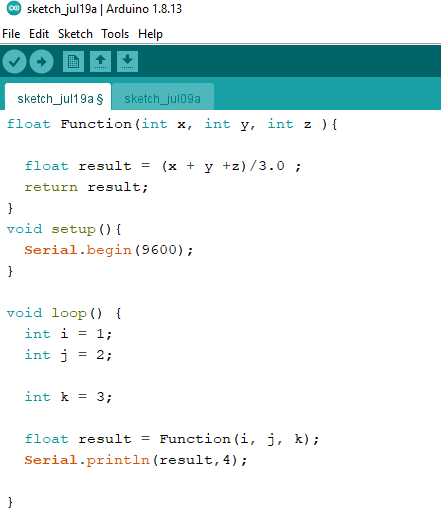 sketch_jul19a | Arduino 1.8.13
File Edit Sketch Tools Help
sketch_jul19a § sketch_jul09a
float Function(int x, int y, int z ){
float result = (x + y +z)/3.0 ;
return result;
}
void setup(){
Serial.begin(9600);
}
void loop() {
int i = 1;
int j = 2;
int k = 3;
float result = Function(i, j, k);
Serial.println(result,4);
}